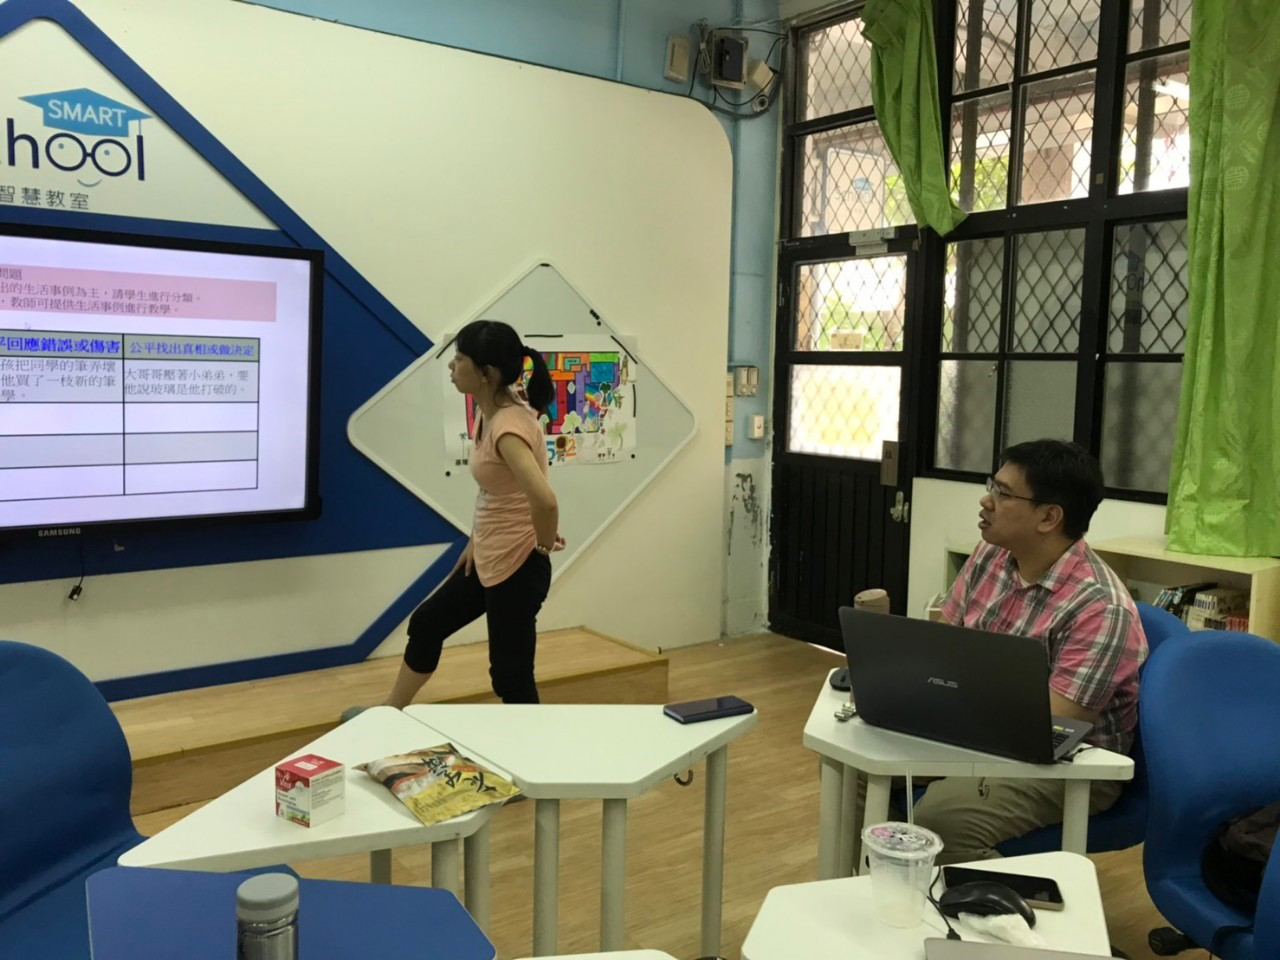 SMART
chool
智慧教室
問題
出的生活事例為主，請學生進行分類。
，教師可提供生活事例進行教學。
回應錯誤或傷害
公平找出真相或做決定
孩把同學的筆弄壞
他買了一枝新的筆
學。
大哥哥壓著小弟弟，要
他說玻璃是他打破的。
SAMSUNG
ASUS